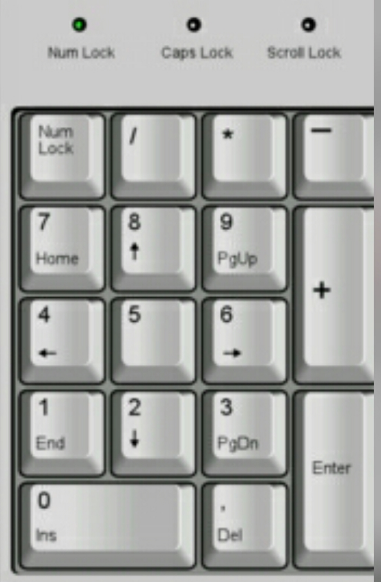 Num Lock
Caps Lock
Scroll Lock
Num
Lock
/
*
—
7
Home
8
↑
9
PgUp
+
4
←
5
6
→
1
End
2
↓
3
PgDn
Enter
0
Ins
,
Del